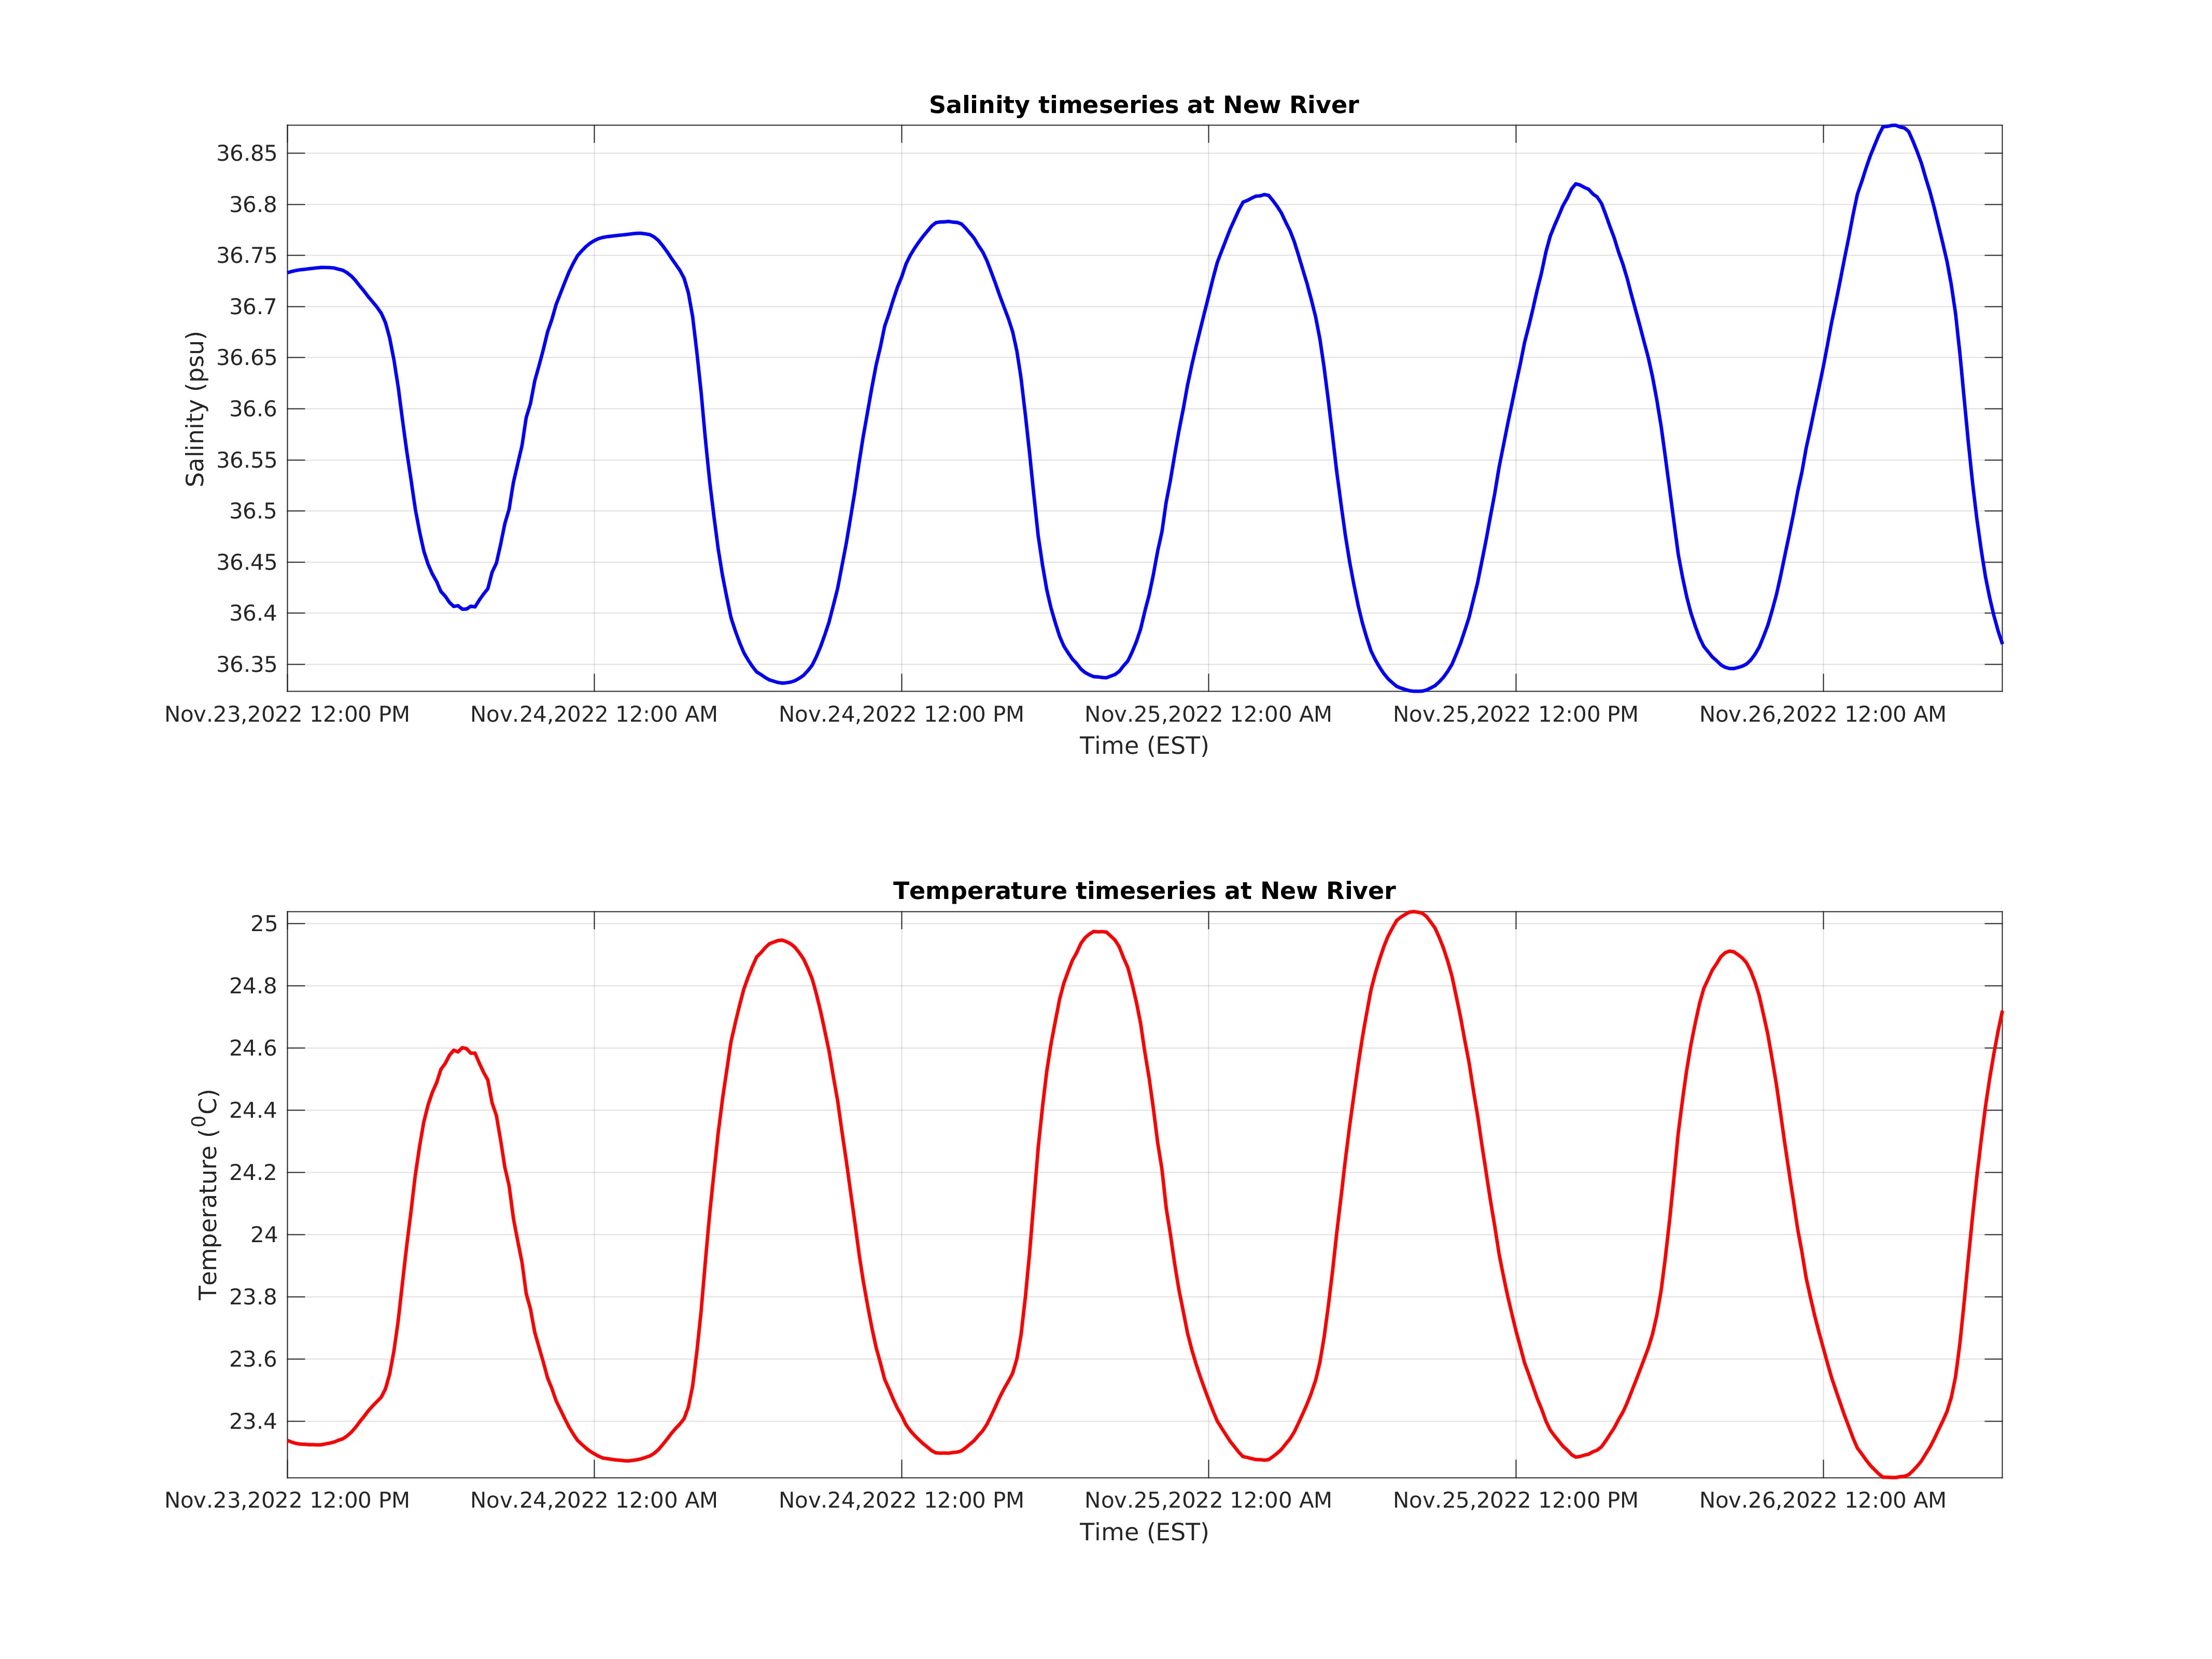 Salinity timeseries at New River
36.85
36.8
36.75
36.7
36.65
36.6
36.55
36.5
36.45
36.4
36.35
Salinity (psu)
Nov.23,2022 12:00 PM Nov.24,2022 12:00 AM Nov.24,2022 12:00 PM Nov.25,2022 12:00 AM Nov.25,2022 12:00 PM Nov.26,2022 12:00 AM
Time (EST)
Temperature timeseries at New River
25
24.8
24.6
24.4
24.2
24
23.8
23.6
23.4
Temperature (⁰C)
Nov.23,2022 12:00 PM Nov.24,2022 12:00 AM Nov.24,2022 12:00 PM Nov.25,2022 12:00 AM Nov.25,2022 12:00 PM Nov.26,2022 12:00 AM
Time (EST)